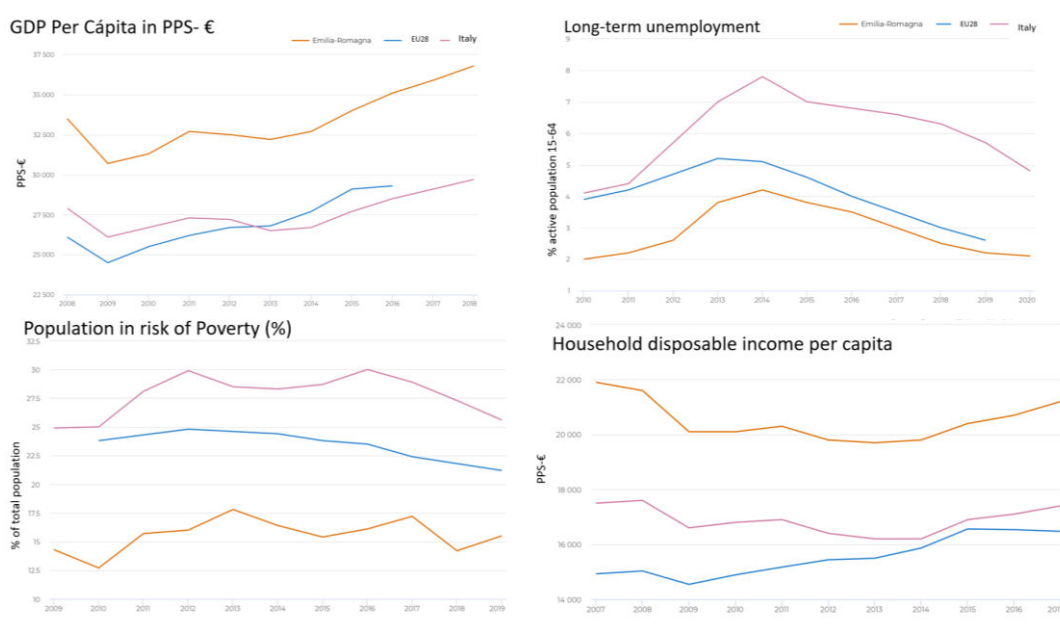 GDP Per Cápita in PPS- €
Emilia-Romagna EU28 Italy
37 500
35 000
32 500
30 000
27 500
25 000
22 500
PPS-€
2008 2009 2010 2011 2012 2013 2014 2015 2016 2017 2018
Long-term unemployment
Emilia-Romagna EU28 Italy
9
8
7
6
5
4
3
2
1
% active population 15-64
2010 2011 2012 2013 2014 2015 2016 2017 2018 2019 2020
Population in risk of Poverty (%)
32.5
30
27.5
25
22.5
20
17.5
15
12.5
10
% of total population
2009 2010 2011 2012 2013 2014 2015 2016 2017 2018 2019
24 000
Household disposable income per capita
22 000
20 000
18 000
16 000
14 000
PPS-€
2007 2008 2009 2010 2011 2012 2013 2014 2015 2016